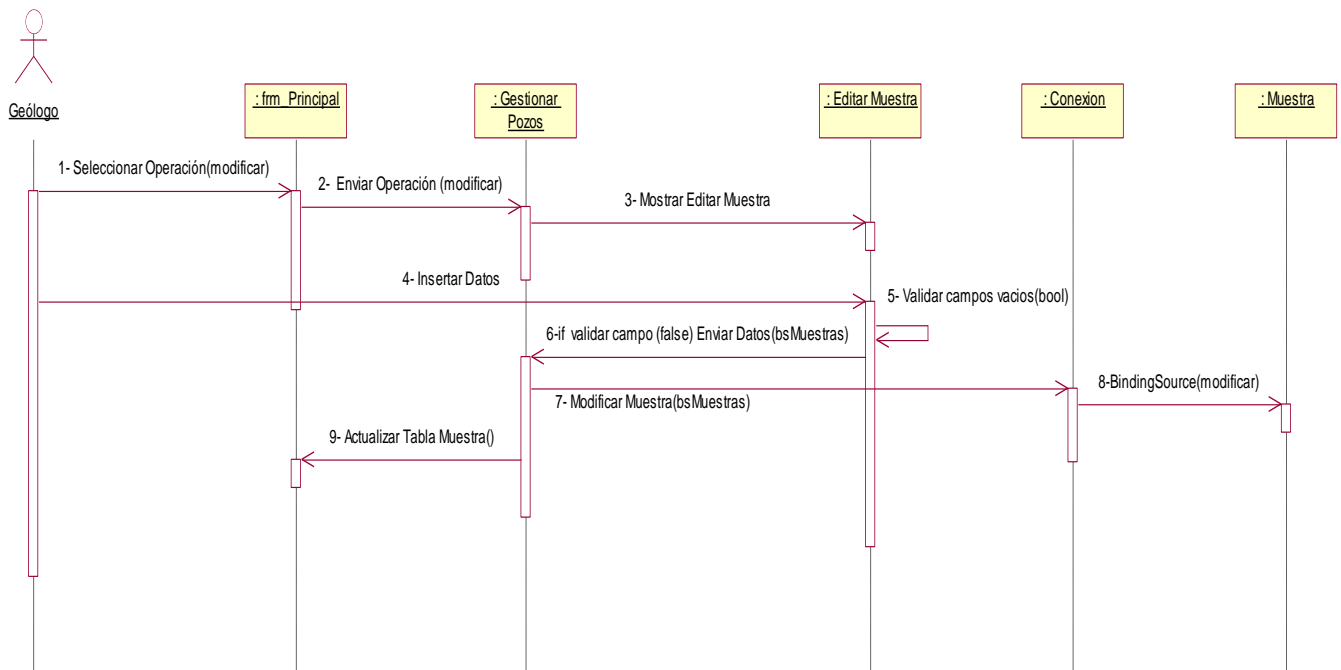 Geólogo
: frm_Principal
: Gestionar
Pozos
: Editar Muestra
: Conexion
: Muestra
1- Seleccionar Operación(modificar)
2- Enviar Operación (modificar)
3- Mostrar Editar Muestra
4- Insertar Datos
5- Validar campos vacios(bool)
6-if validar campo (false) Enviar Datos(bsMuestras)
7- Modificar Muestra(bsMuestras)
8-BindingSource(modificar)
9- Actualizar Tabla Muestra()